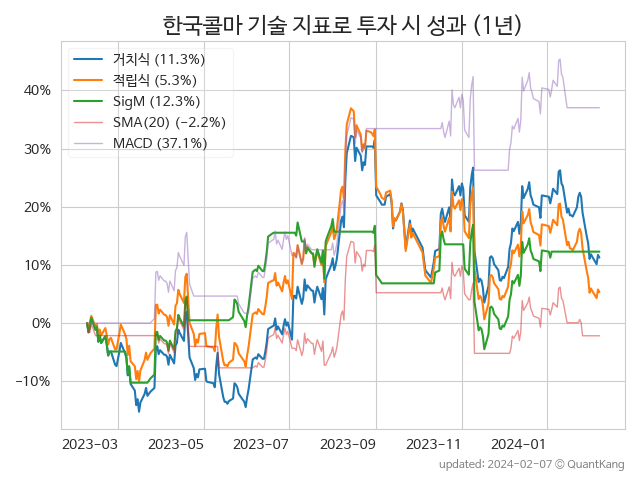 한국콜마 기술 지표로 투자 시 성과 (1년)
거치식 (11.3%)
적립식 (5.3%)
SigM (12.3%)
SMA(20) (−2.2%)
MACD (37.1%)
40%
30%
20%
10%
0%
−10%
2023-03 2023-05 2023-07 2023-09 2023-11 2024-01
updated: 2024-02-07 © QuantKang